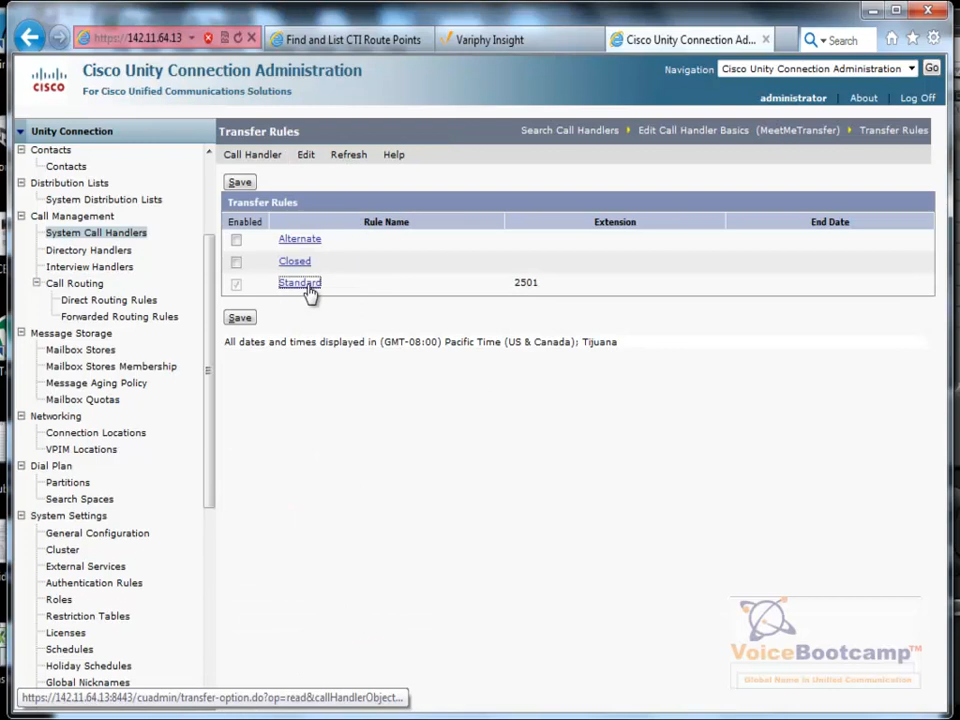 https://142.11.64.13
Find and List CTI Route Points
Variphy Insight
Cisco Unity Connection Ad...
Search
CISCO
Cisco Unity Connection Administration
For Cisco Unified Communications Solutions
Navigation
Cisco Unity Connection Administration
Go
administrator
About
Log Off
Unity Connection
Contacts
Contacts
Distribution Lists
System Distribution Lists
Call Management
System Call Handlers
Directory Handlers
Interview Handlers
Call Routing
Direct Routing Rules
Forwarded Routing Rules
Message Storage
Mailbox Stores
Mailbox Stores Membership
Message Aging Policy
Mailbox Quotas
Networking
Connection Locations
VPIM Locations
Dial Plan
Partitions
Search Spaces
System Settings
General Configuration
Cluster
External Services
Authentication Rules
Roles
Restriction Tables
Licenses
Schedules
Holiday Schedules
Global Nicknames
Transfer Rules
Search Call Handlers
Edit Call Handler Basics (MeetMeTransfer)
Transfer Rules
Call Handler
Edit
Refresh
Help
Save
Transfer Rules
Enabled
Rule Name
Extension
End Date
Alternate
Closed
Standard
2501
Save
All dates and times displayed in (GMT-08:00) Pacific Time (US & Canada); Tijuana
VoiceBootcamp™
Global Name in Unified Communication
https://142.11.64.13:8443/cuadmin/transfer-option.do?op=read&callHandlerObject...